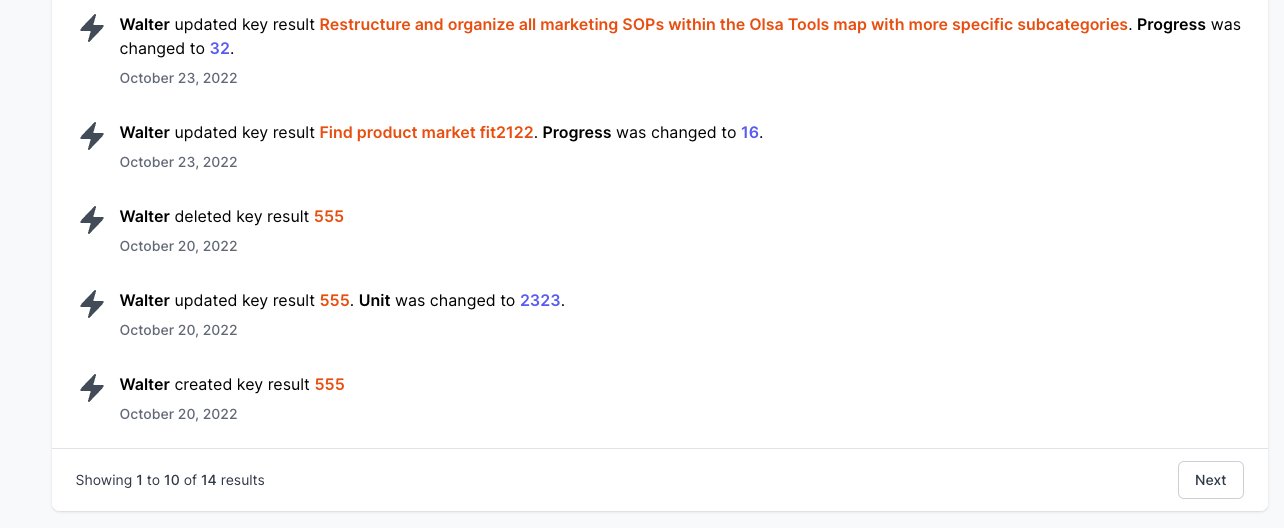 Walter updated key result Restructure and organize all marketing SOPs within the Olsa Tools map with more specific subcategories. Progress was
changed to 32.
October 23, 2022
Walter updated key result Find product market fit2122. Progress was changed to 16.
October 23, 2022
Walter deleted key result 555
October 20, 2022
Walter updated key result 555. Unit was changed to 2323.
October 20, 2022
Walter created key result 555
October 20, 2022
Showing 1 to 10 of 14 results
Next